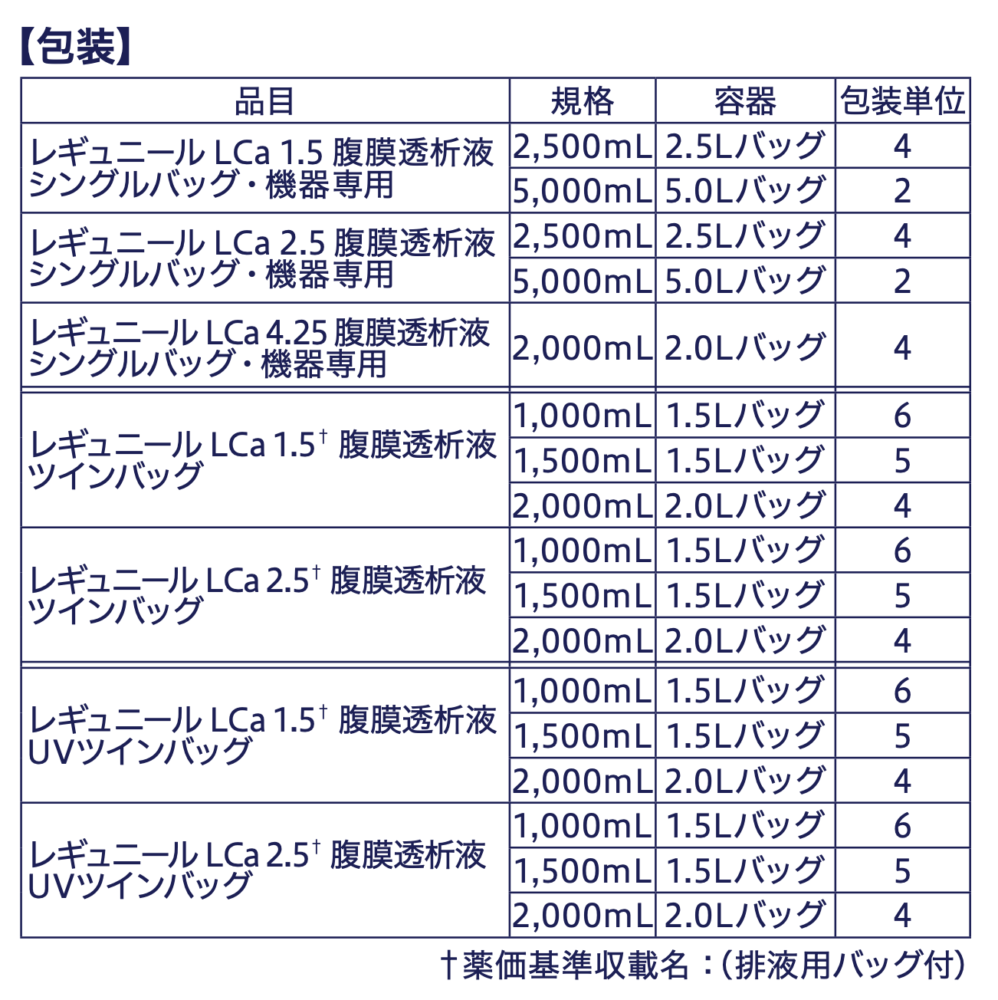 【包装】
品目 規格 容器 包装単位
レギュニール LCa 1.5 腹膜透析液
シングルバッグ・機器専用
2,500mL 2.5Lバッグ 4
5,000mL 5.0Lバッグ 2
レギュニール LCa 2.5 腹膜透析液
シングルバッグ・機器専用
2,500mL 2.5Lバッグ 4
5,000mL 5.0Lバッグ 2
レギュニール LCa 4.25 腹膜透析液
シングルバッグ・機器専用
2,000mL 2.0Lバッグ 4
レギュニール LCa 1.5† 腹膜透析液
ツインバッグ
1,000mL 1.5Lバッグ 6
1,500mL 1.5Lバッグ 5
2,000mL 2.0Lバッグ 4
レギュニール LCa 2.5† 腹膜透析液
ツインバッグ
1,000mL 1.5Lバッグ 6
1,500mL 1.5Lバッグ 5
2,000mL 2.0Lバッグ 4
レギュニール LCa 1.5† 腹膜透析液
UVツインバッグ
1,000mL 1.5Lバッグ 6
1,500mL 1.5Lバッグ 5
2,000mL 2.0Lバッグ 4
レギュニール LCa 2.5† 腹膜透析液
UVツインバッグ
1,000mL 1.5Lバッグ 6
1,500mL 1.5Lバッグ 5
2,000mL 2.0Lバッグ 4
†薬価基準収載名：（排液用バッグ付）